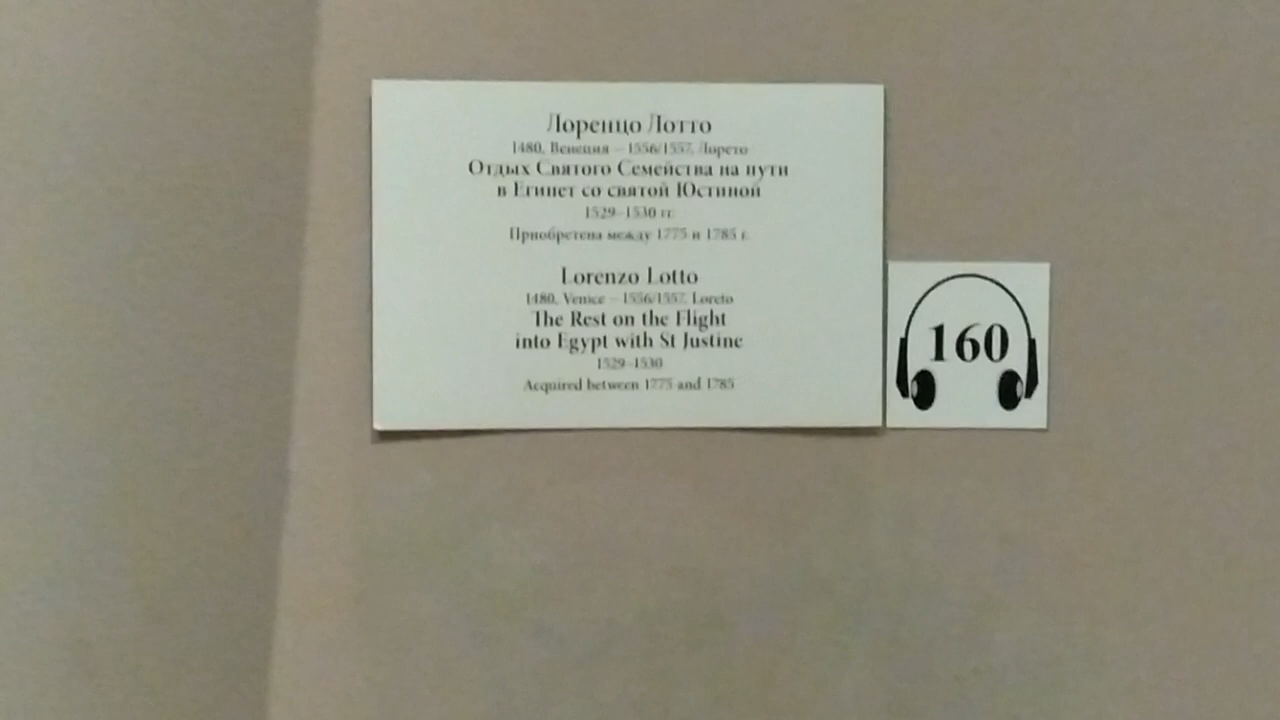 Лоренцо Лотто
1480, Венеция – 1556/1557, Лорето
Отдых Святого Семейства на пути
в Египет со святой Юстиной
1529–1530 гг.
Приобретена между 1775 и 1785 г.
Lorenzo Lotto
1480, Venice – 1556/1557, Loreto
The Rest on the Flight
into Egypt with St Justine
1529–1530
Acquired between 1775 and 1785
160